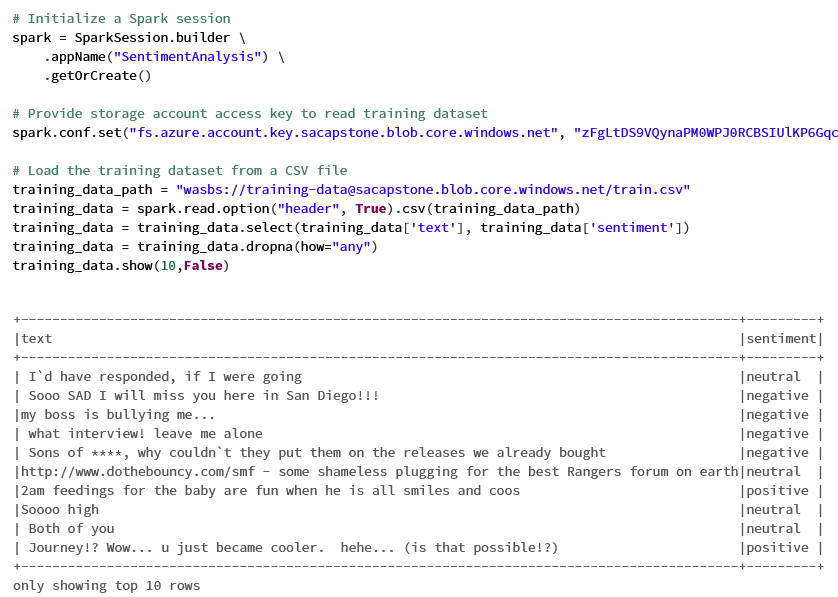 # Initialize a Spark session
spark = SparkSession.builder \
    .appName("SentimentAnalysis") \
    .getOrCreate()
# Provide storage account access key to read training dataset
spark.conf.set("fs.azure.account.key.sacapstone.blob.core.windows.net", "zFgLtDS9VQynaPM0WPJ0RCBSIUlKP6Gqc
# Load the training dataset from a CSV file
training_data_path = "wasbs://training-data@sacapstone.blob.core.windows.net/train.csv"
training_data = spark.read.option("header", True).csv(training_data_path)
training_data = training_data.select(training_data['text'], training_data['sentiment'])
training_data = training_data.dropna(how="any")
training_data.show(10,False)
+--------------------------------------------------------------------------------------------+---------+
|text                                                                                        |sentiment|
+--------------------------------------------------------------------------------------------+---------+
| I`d have responded, if I were going                                                        |neutral  |
| Sooo SAD I will miss you here in San Diego!!!                                              |negative |
|my boss is bullying me...                                                                   |negative |
| what interview! leave me alone                                                             |negative |
| Sons of ****, why couldn`t they put them on the releases we already bought                 |negative |
|http://www.dothebouncy.com/smf - some shameless plugging for the best Rangers forum on earth|neutral  |
|2am feedings for the baby are fun when he is all smiles and coos                            |positive |
|Soooo high                                                                                  |neutral  |
| Both of you                                                                                |neutral  |
| Journey!? Wow... u just became cooler.  hehe... (is that possible!?)                       |positive |
+--------------------------------------------------------------------------------------------+---------+
only showing top 10 rows